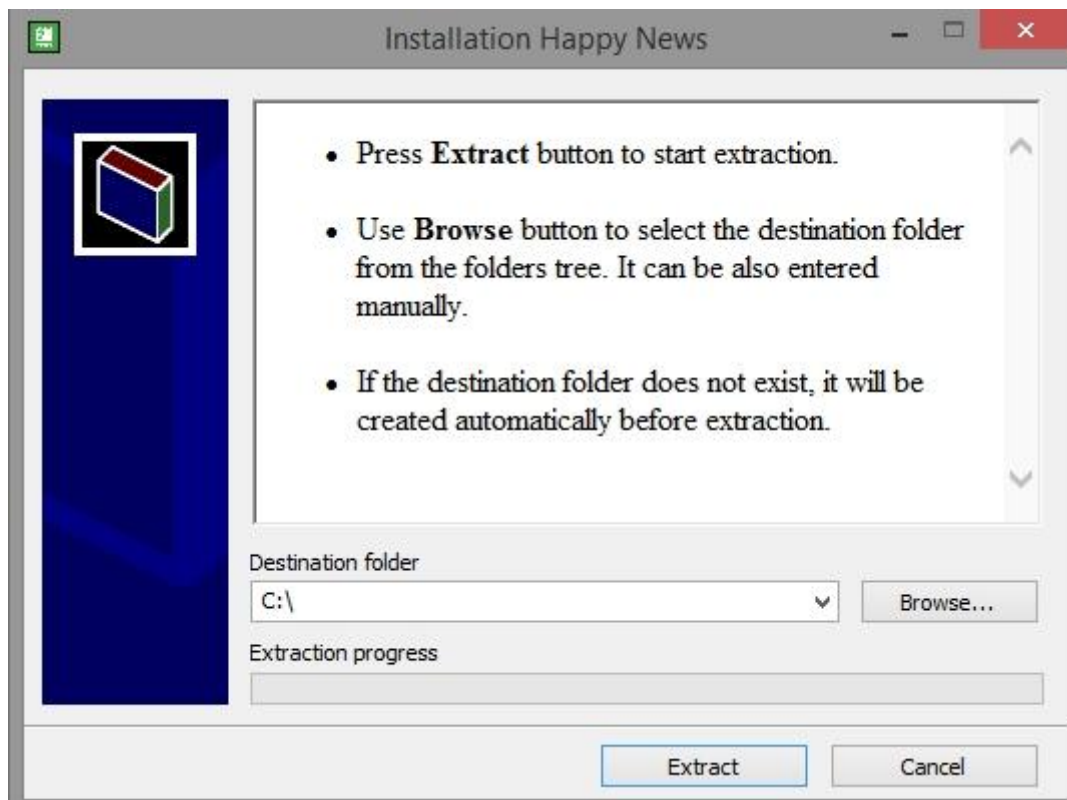 Installation Happy News
• Press Extract button to start extraction.
• Use Browse button to select the destination folder
from the folders tree. It can be also entered
manually.
• If the destination folder does not exist, it will be
created automatically before extraction.
Destination folder
C:\
Browse...
Extraction progress
Extract
Cancel